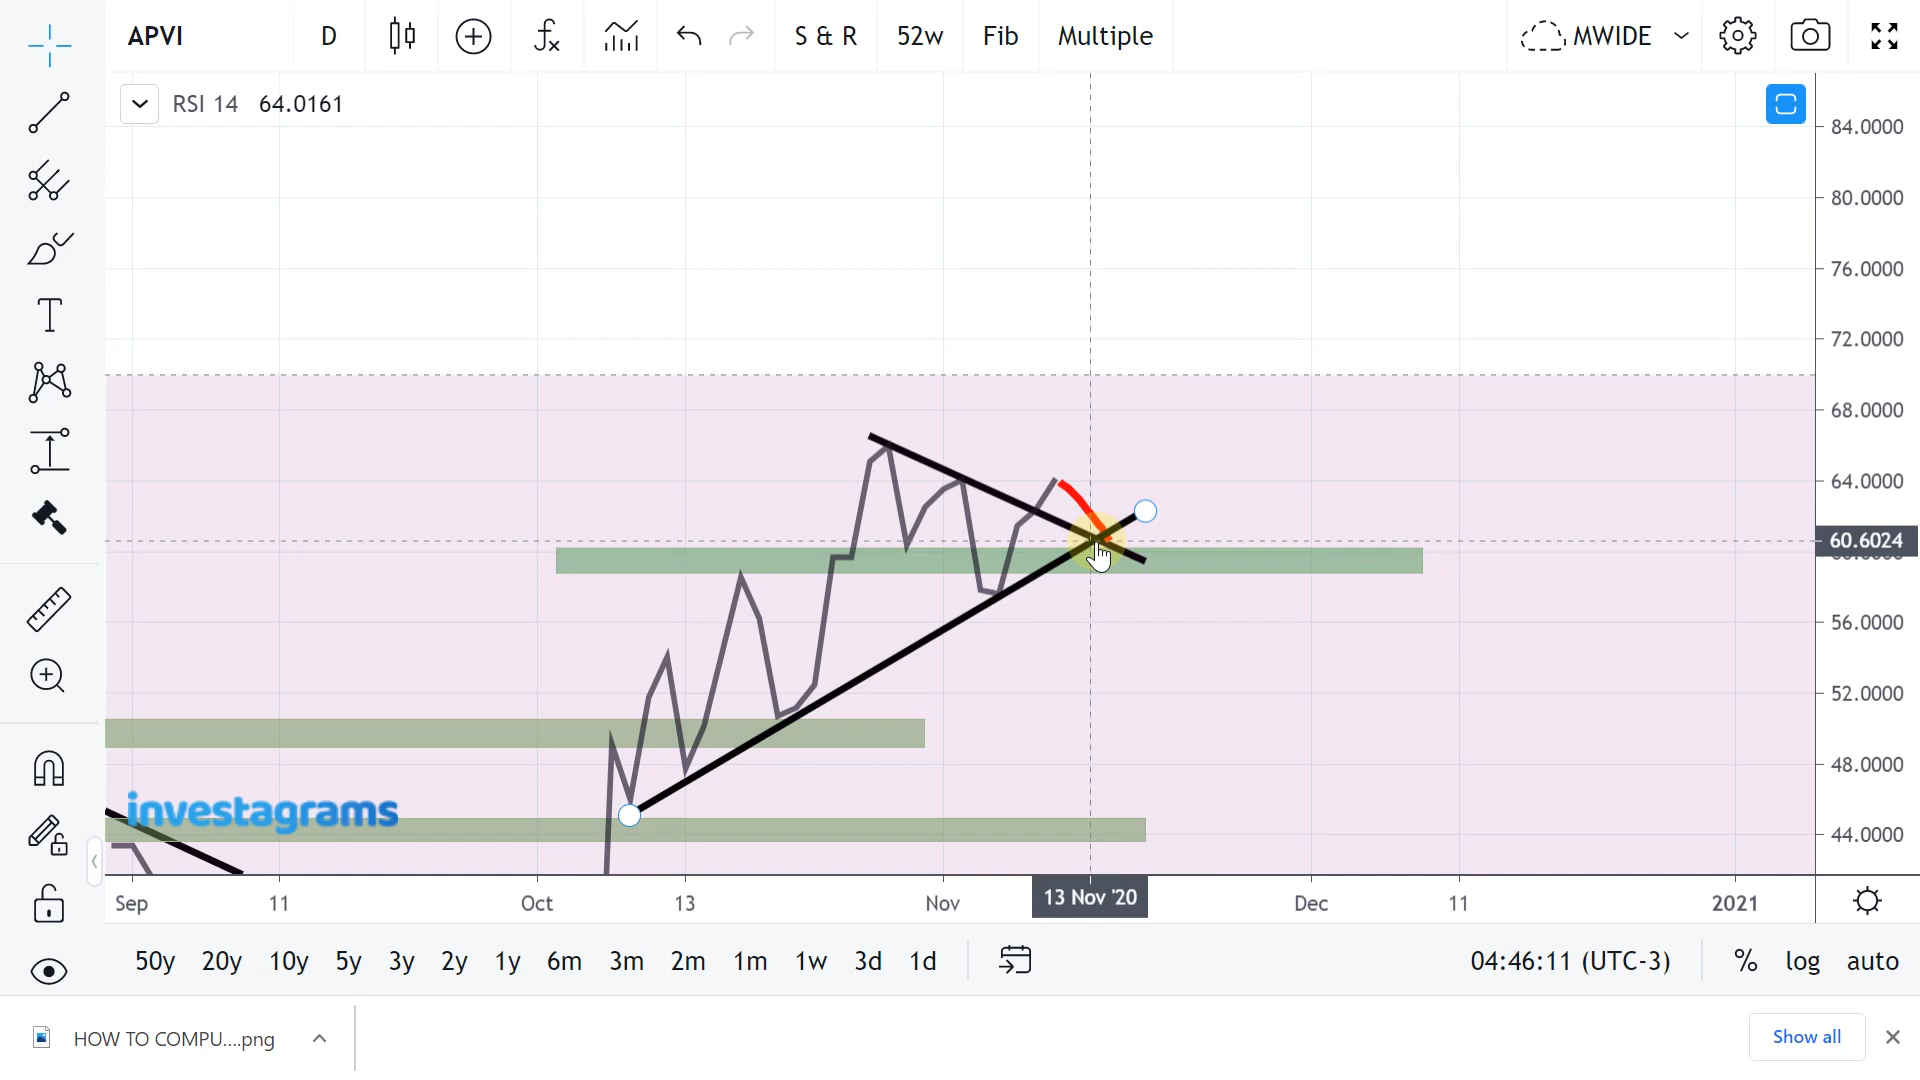 APVI
D
S & R
52w
Fib
Multiple
MWIDE
RSI 14 64.0161
84.0000
80.0000
76.0000
72.0000
68.0000
64.0000
60.6024
56.0000
52.0000
48.0000
44.0000
investagrams
Sep
11
Oct
13
Nov
13 Nov '20
Dec
11
2021
50y 20y 10y 5y 3y 2y 1y 6m 3m 2m 1m 1w 3d 1d
04:46:11 (UTC-3)
%
log
auto
HOW TO COMPU....png
Show all